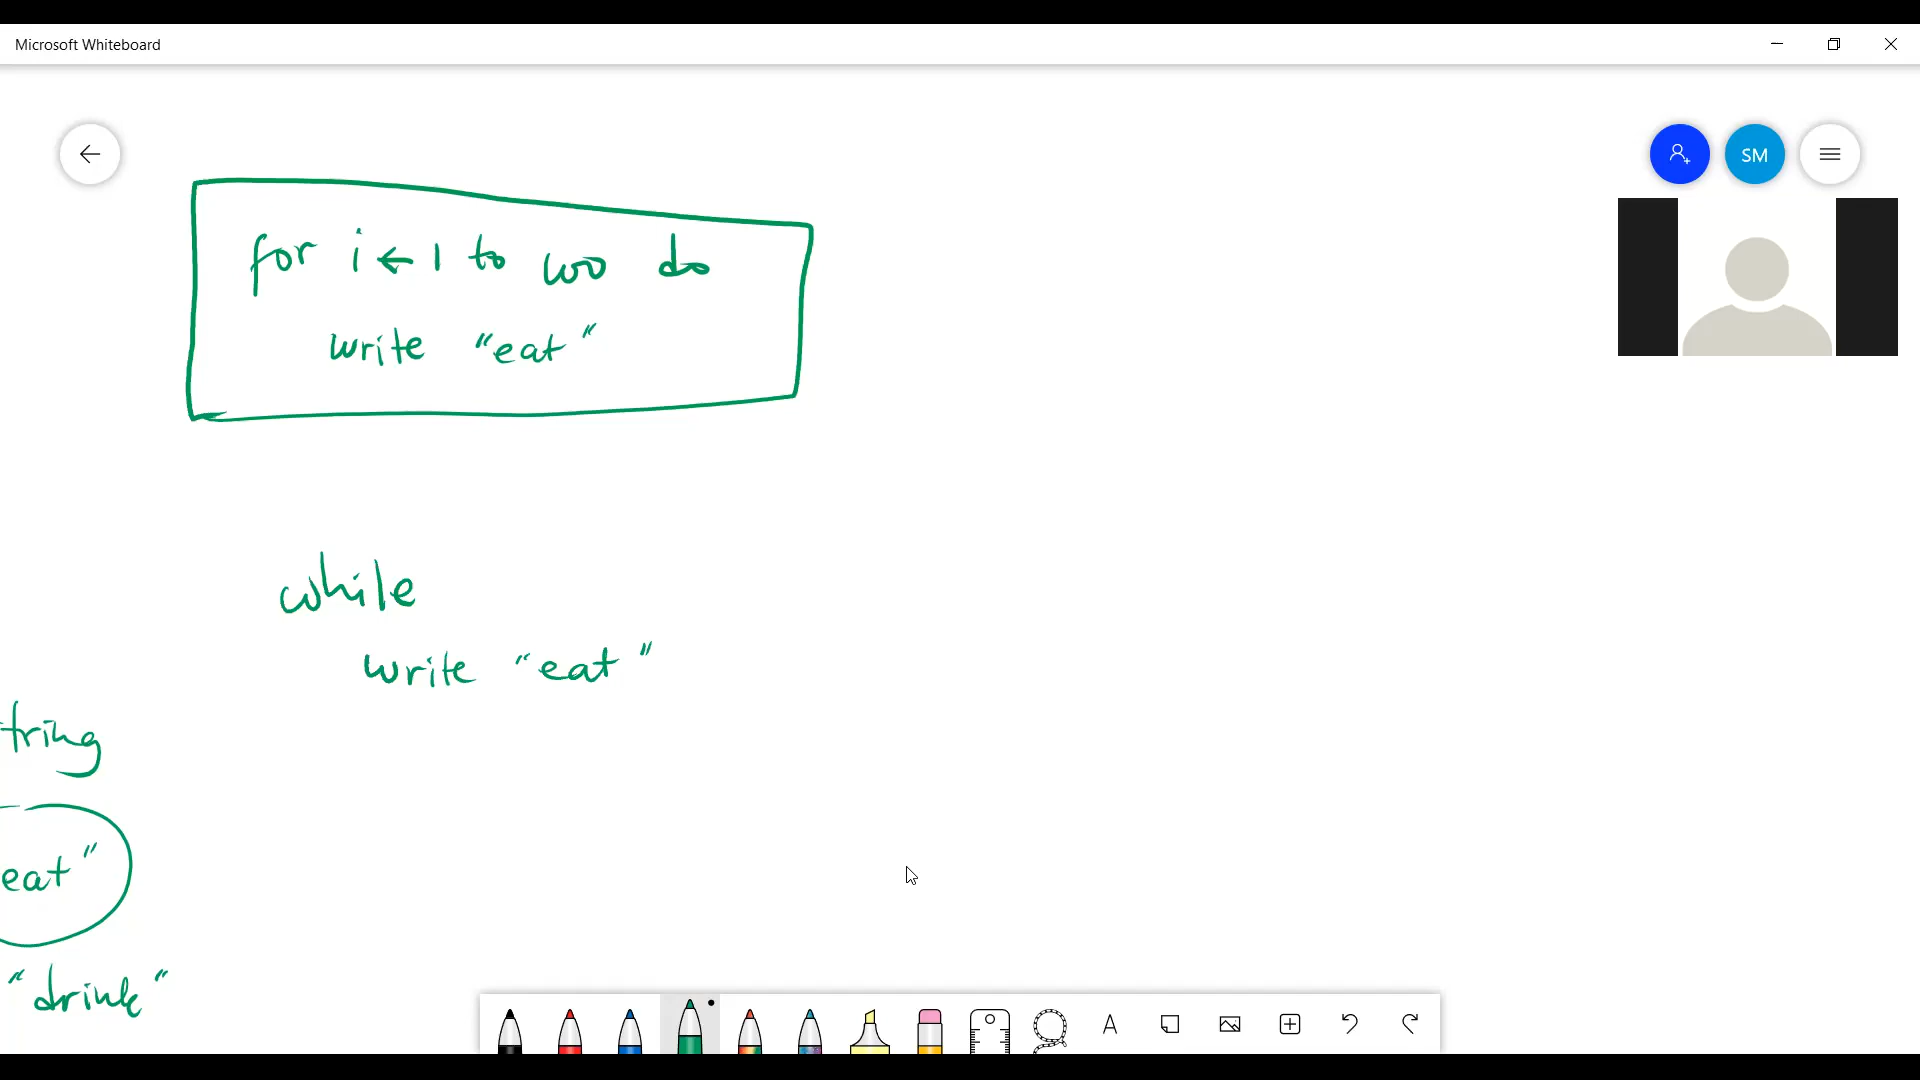 Microsoft Whiteboard
SM
for i ← 1 to 100 do
write "eat"
while
write "eat"
tring
eat"
"drink"